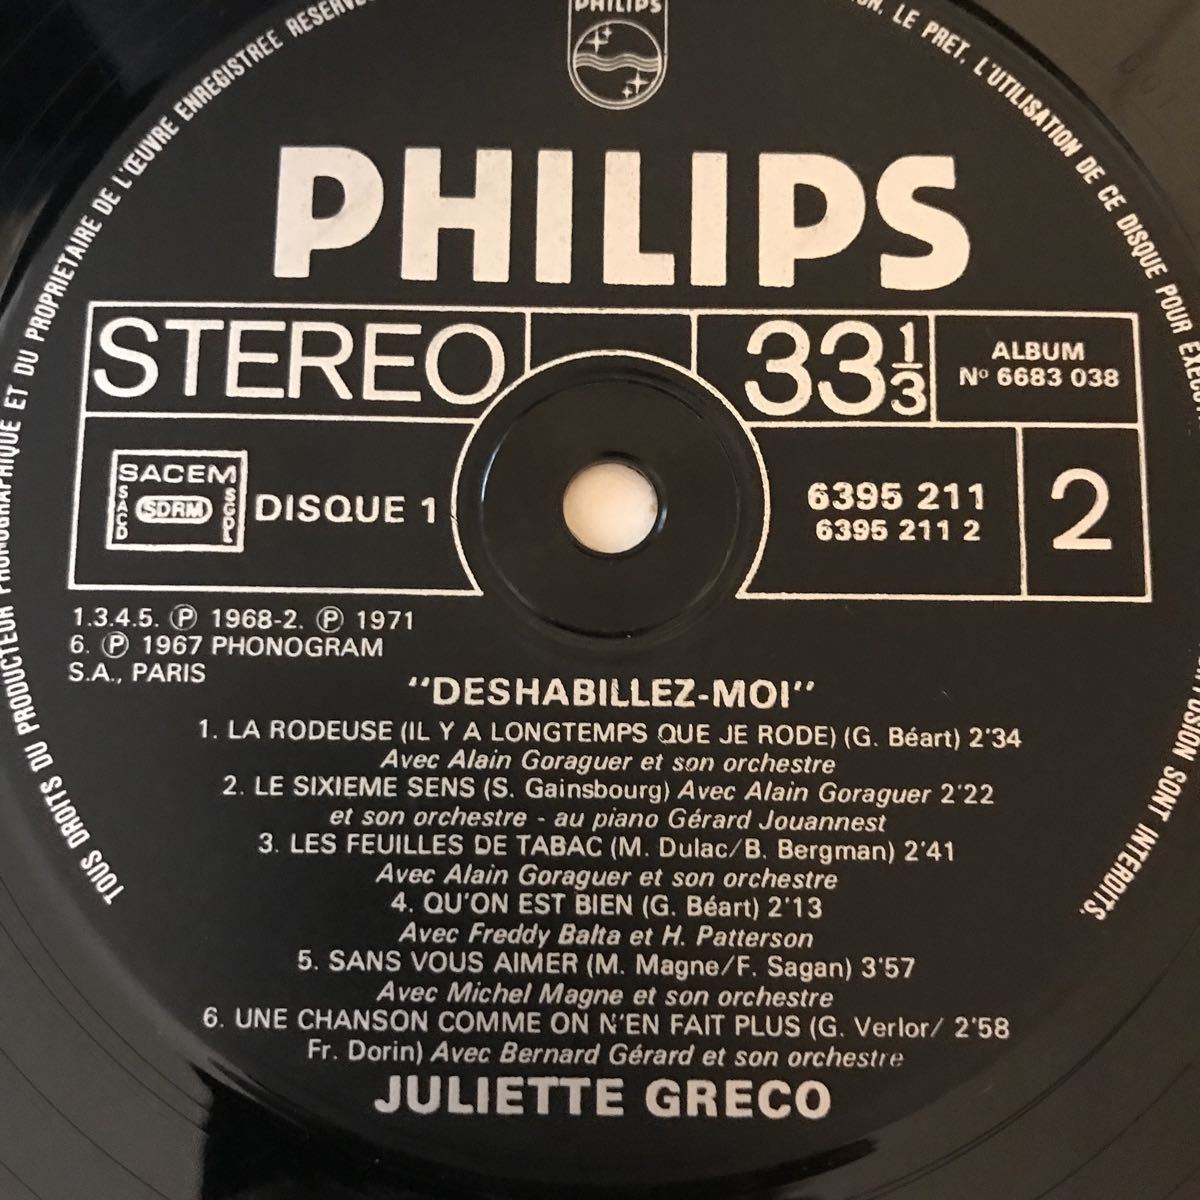 PHILIPS
PHILIPS
STEREO
33 1/3
ALBUM
Nº 6683 038
SACEM
SACD
SDRM
SGDL
DISQUE 1
6395 211
6395 211 2
2
1.3.4.5. Ⓟ 1968-2. Ⓟ 1971
6. Ⓟ 1967 PHONOGRAM
S.A., PARIS
"DESHABILLEZ-MOI"
1. LA RODEUSE (IL Y A LONGTEMPS QUE JE RODE) (G. Béart) 2'34
Avec Alain Goraguer et son orchestre
2. LE SIXIEME SENS (S. Gainsbourg) Avec Alain Goraguer 2'22
et son orchestre - au piano Gérard Jouannest
3. LES FEUILLES DE TABAC (M. Dulac/B. Bergman) 2'41
Avec Alain Goraguer et son orchestre
4. QU'ON EST BIEN (G. Béart) 2'13
Avec Freddy Balta et H. Patterson
5. SANS VOUS AIMER (M. Magne/F. Sagan) 3'57
Avec Michel Magne et son orchestre
6. UNE CHANSON COMME ON N'EN FAIT PLUS (G. Verlor/ 2'58
Fr. Dorin) Avec Bernard Gérard et son orchestre
JULIETTE GRECO
TOUS DROITS DU PRODUCTEUR PHONOGRAPHIQUE ET DU PROPRIETAIRE DE L'ŒUVRE ENREGISTREE
LE PRET, L'UTILISATION DE CE DISQUE POUR
SONT INTERDITS.